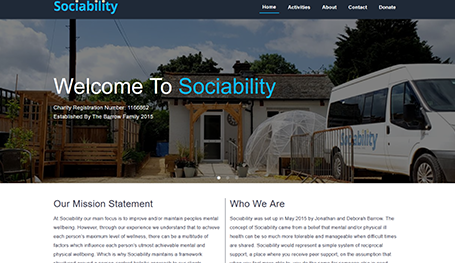 Sociability
Home Activities About Contact Donate
Welcome To Sociability
Charity Registration Number: 1166862
Established By The Barrow Family 2015
Sociability
Our Mission Statement
At Sociability our main focus is to improve and/or maintain peoples mental
wellbeing. However, through our experience we understand that to achieve
each person's maximum level of wellness, there can be a multitude of
factors which will influence each person's utmost achievable mental and
physical wellbeing. Which is why Sociability maintains a framework
Who We Are
Sociability was set up in May 2015 by Jonathan and Deborah Barrow. The
concept of Sociability came from a belief that mental and/or physical ill
health can be so much more tolerable and manageable when difficult times
are shared. Sociability would represent a simple system of reciprocal
support, a place where you receive peer support, on the assumption that